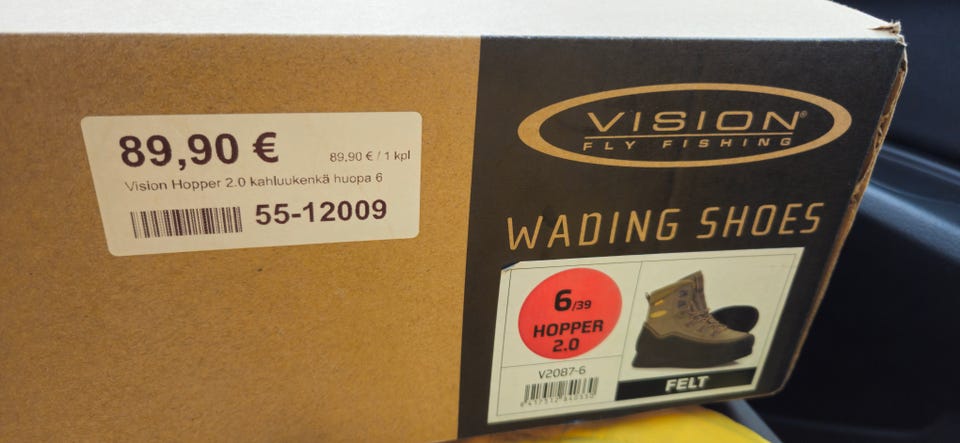 89,90 €
89,90 € / 1 kpl
Vision Hopper 2.0 kahluukenkä huopa 6
55-12009
VISION®
FLY FISHING
WADING SHOES
6/39
HOPPER
2.0
V2087-6
FELT